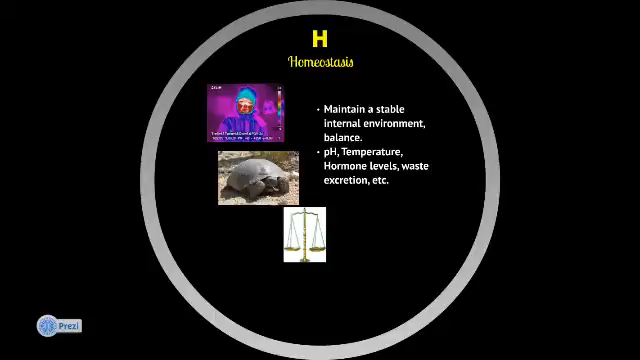 H
Homeostasis
• Maintain a stable
internal environment,
balance.
• pH, Temperature,
Hormone levels, waste
excretion, etc.
Prezi